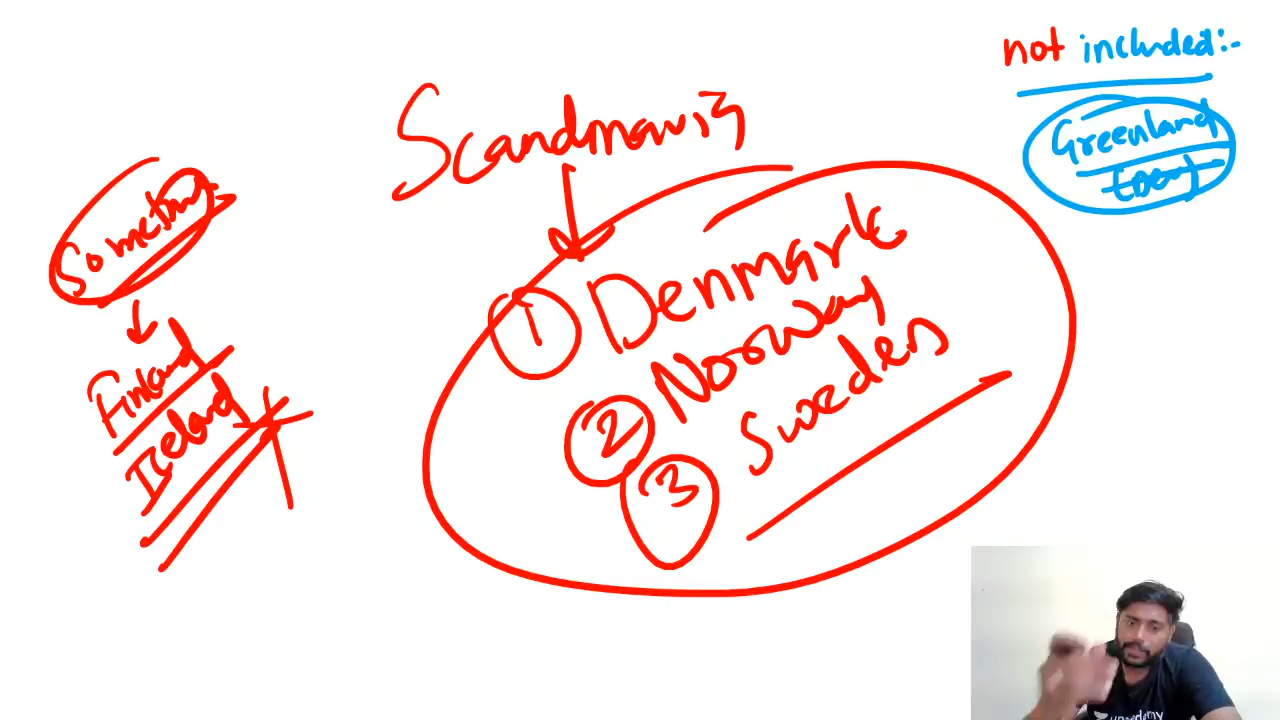 not included:-
Greenland
Scandinavia
Sometimes
Finland
Iceland
1 Denmark
2 Norway
3 Sweden